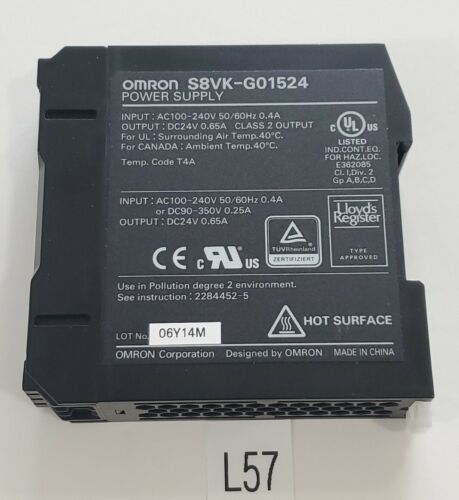 OMRON S8VK-G01524
POWER SUPPLY
INPUT : AC100-240V 50/60Hz 0.4A
OUTPUT : DC24V 0.65A CLASS 2 OUTPUT
For UL : Surrounding Air Temp.40°C.
For CANADA : Ambient Temp.40°C.
Temp. Code T4A
C UL US
LISTED
IND.CONT.EQ.
FOR HAZ.LOC.
E362085
Cl. I,Div. 2
Gp A,B,C,D
INPUT : AC100-240V 50/60Hz 0.4A
or DC90-350V 0.25A
OUTPUT : DC24V 0.65A
CE C RU US
TÜVRheinland
ZERTIFIZIERT
Lloyd's
Register
TYPE
APPROVED
Use in Pollution degree 2 environment.
See instruction : 2284452-5
HOT SURFACE
LOT No. 06Y14M
OMRON Corporation Designed by OMRON MADE IN CHINA
L57